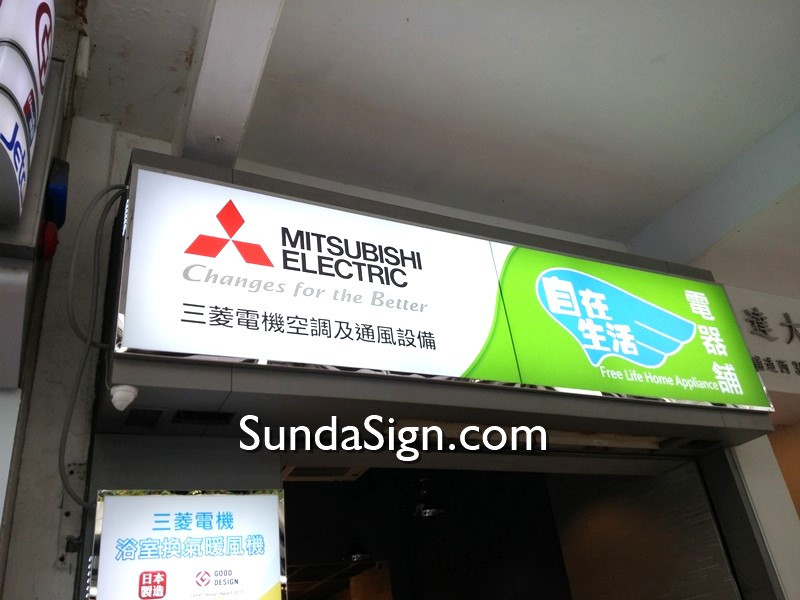 MITSUBISHI
ELECTRIC
Changes for the Better
三菱電機空調及通風設備
自在
生活
電器舖
Free Life Home Appliance
SundaSign.com
三菱電機
浴室換氣暖風機
日本
製造
GOOD
DESIGN
進大